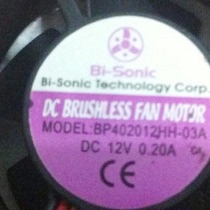 Bi-Sonic
Bi-Sonic Technology Corp.
DC BRUSHLESS FAN MOTOR
MODEL:BP402012HH-03A
DC 12V 0.20A
CE